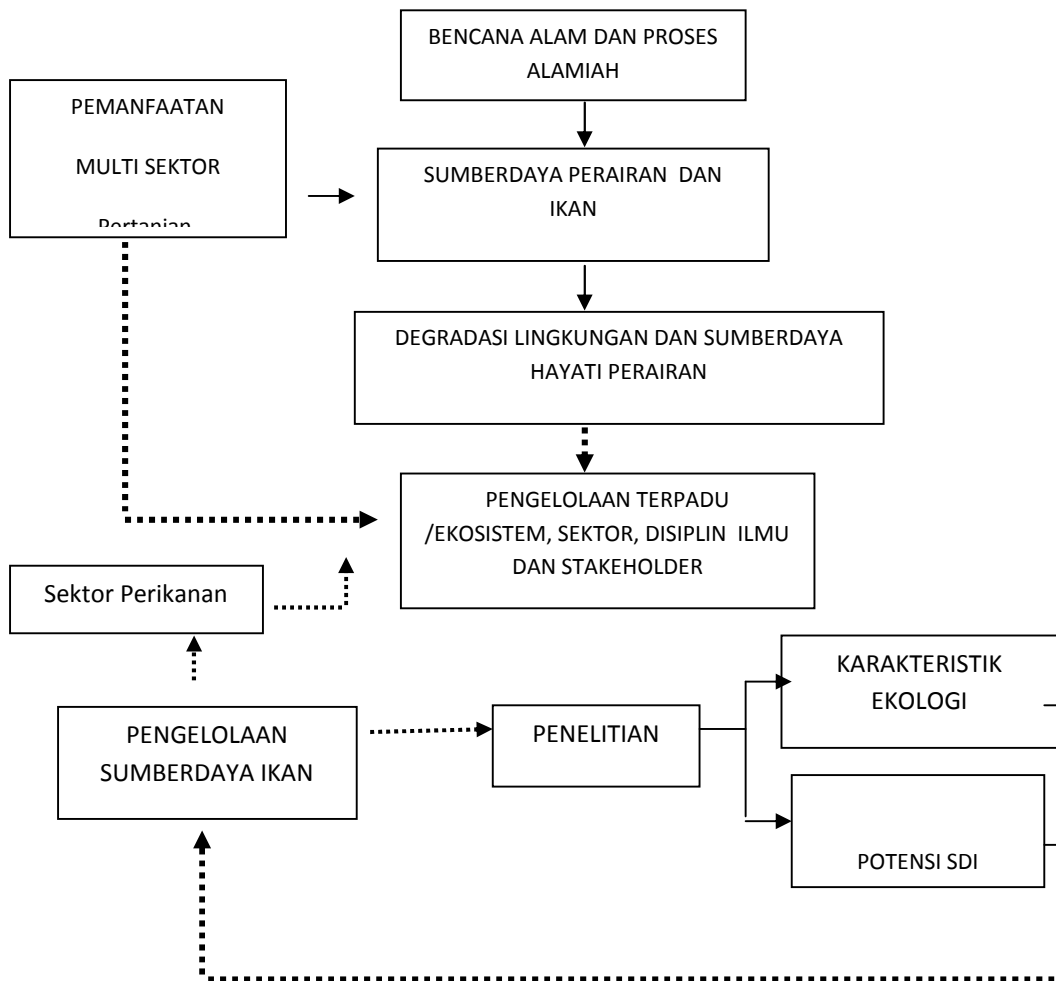 BENCANA ALAM DAN PROSES
ALAMIAH
PEMANFAATAN
MULTI SEKTOR
SUMBERDAYA PERAIRAN DAN
IKAN
DEGRADASI LINGKUNGAN DAN SUMBERDAYA
HAYATI PERAIRAN
PENGELOLAAN TERPADU
/EKOSISTEM, SEKTOR, DISIPLIN ILMU
DAN STAKEHOLDER
Sektor Perikanan
PENGELOLAAN
SUMBERDAYA IKAN
PENELITIAN
KARAKTERISTIK
EKOLOGI
POTENSI SDI